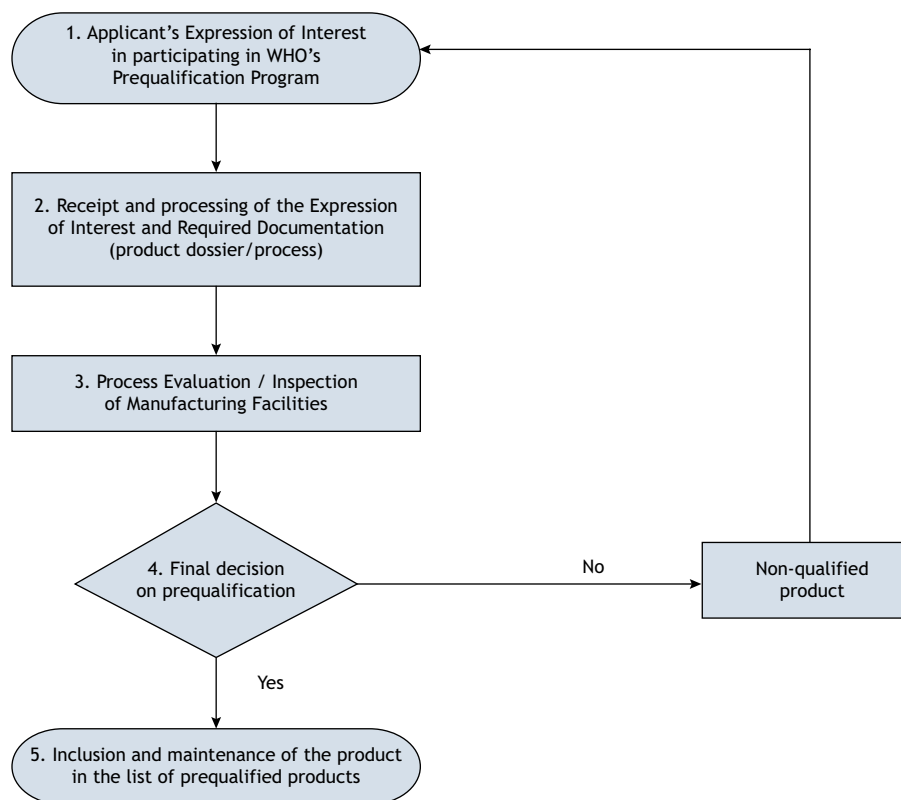 1. Applicant’s Expression of Interest
in participating in WHO’s
Prequalification Program
2. Receipt and processing of the Expression
of Interest and Required Documentation
(product dossier/process)
3. Process Evaluation / Inspection
of Manufacturing Facilities
4. Final decision
on prequalification
No
Non-qualified
product
Yes
5. Inclusion and maintenance of the product
in the list of prequalified products